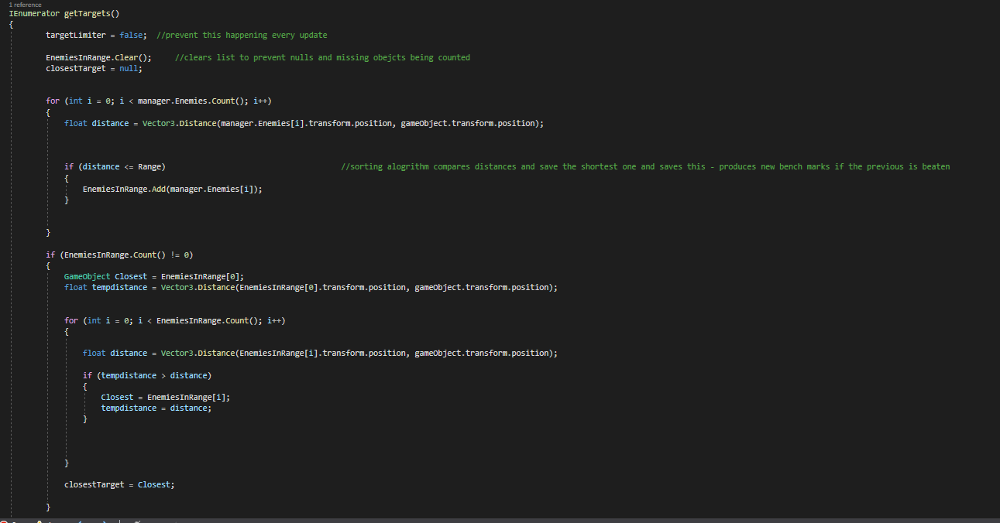 1 reference
IEnumerator getTargets()
{
targetLimiter = false;  //prevent this happening every update
EnemiesInRange.Clear();     //clears list to prevent nulls and missing obejcts being counted
closestTarget = null;
for (int i = 0; i < manager.Enemies.Count(); i++)
{
float distance = Vector3.Distance(manager.Enemies[i].transform.position, gameObject.transform.position);
if (distance <= Range)                                      //sorting alogrithm compares distances and save the shortest one and saves this - produces new bench marks if the previous is beaten
{
EnemiesInRange.Add(manager.Enemies[i]);
}
}
if (EnemiesInRange.Count() != 0)
{
GameObject Closest = EnemiesInRange[0];
float tempdistance = Vector3.Distance(EnemiesInRange[0].transform.position, gameObject.transform.position);
for (int i = 0; i < EnemiesInRange.Count(); i++)
{
float distance = Vector3.Distance(EnemiesInRange[i].transform.position, gameObject.transform.position);
if (tempdistance > distance)
{
Closest = EnemiesInRange[i];
tempdistance = distance;
}
}
closestTarget = Closest;
}